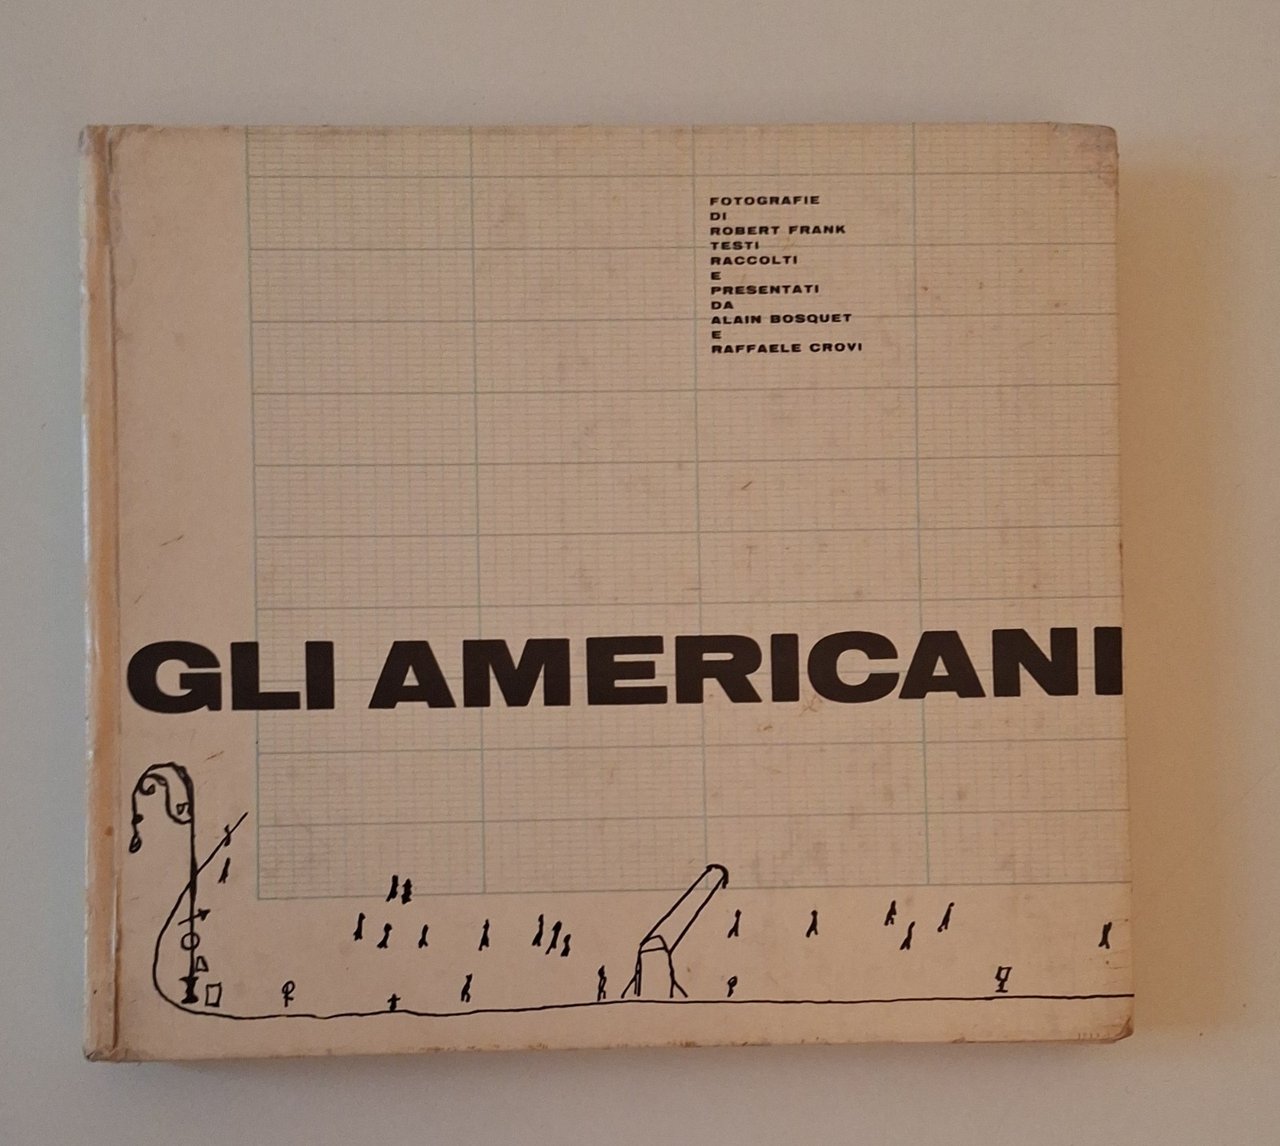 FOTOGRAFIE
DI
ROBERT FRANK
TESTI
RACCOLTI
E
PRESENTATI
DA
ALAIN BOSQUET
E
RAFFAELE CROVI
GLI AMERICANI